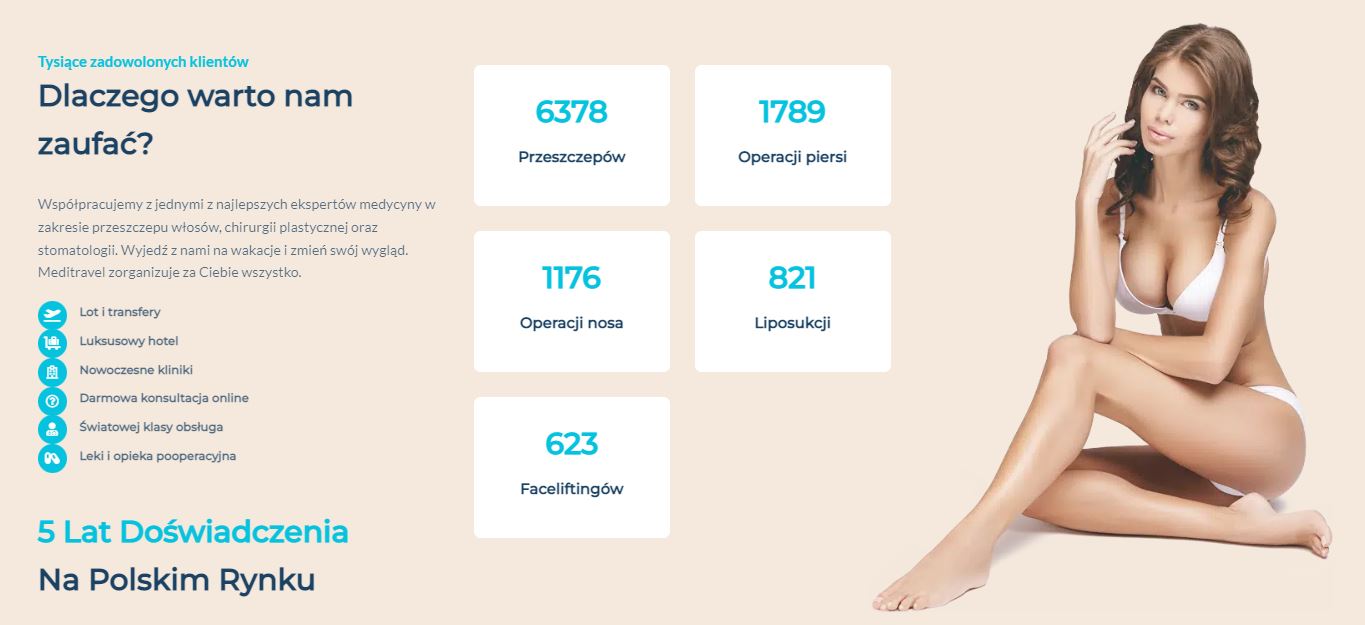 Tysiące zadowolonych klientów
Dlaczego warto nam
zaufać?
Współpracujemy z jednymi z najlepszych ekspertów medycyny w
zakresie przeszczepu włosów, chirurgii plastycznej oraz
stomatologii. Wyjedź z nami na wakacje i zmień swój wygląd.
Meditravel zorganizuje za Ciebie wszystko.
Lot i transfery
Luksusowy hotel
Nowoczesne kliniki
Darmowa konsultacja online
Światowej klasy obsługa
Leki i opieka pooperacyjna
5 Lat Doświadczenia
Na Polskim Rynku
6378
Przeszczepów
1789
Operacji piersi
1176
Operacji nosa
821
Liposukcji
623
Faceliftingów